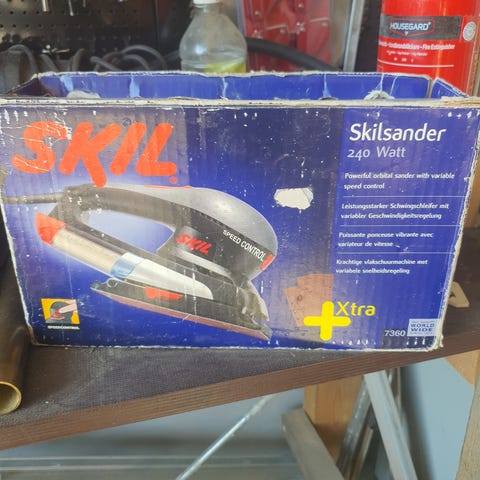 HOUSEGARD
SKIL
Skilsander
240 Watt
Powerful orbital sander with variable
speed control
Leistungsstarker Schwingschleifer mit
variabler Geschwindigkeitsregelung
Puissante ponceuse vibrante avec
variateur de vitesse
Krachtige vlakschuurmachine met
variabele snelheidsregeling
SKIL
SPEED CONTROL
Xtra
7360
WORLD
WIDE
SPEEDCONTROL